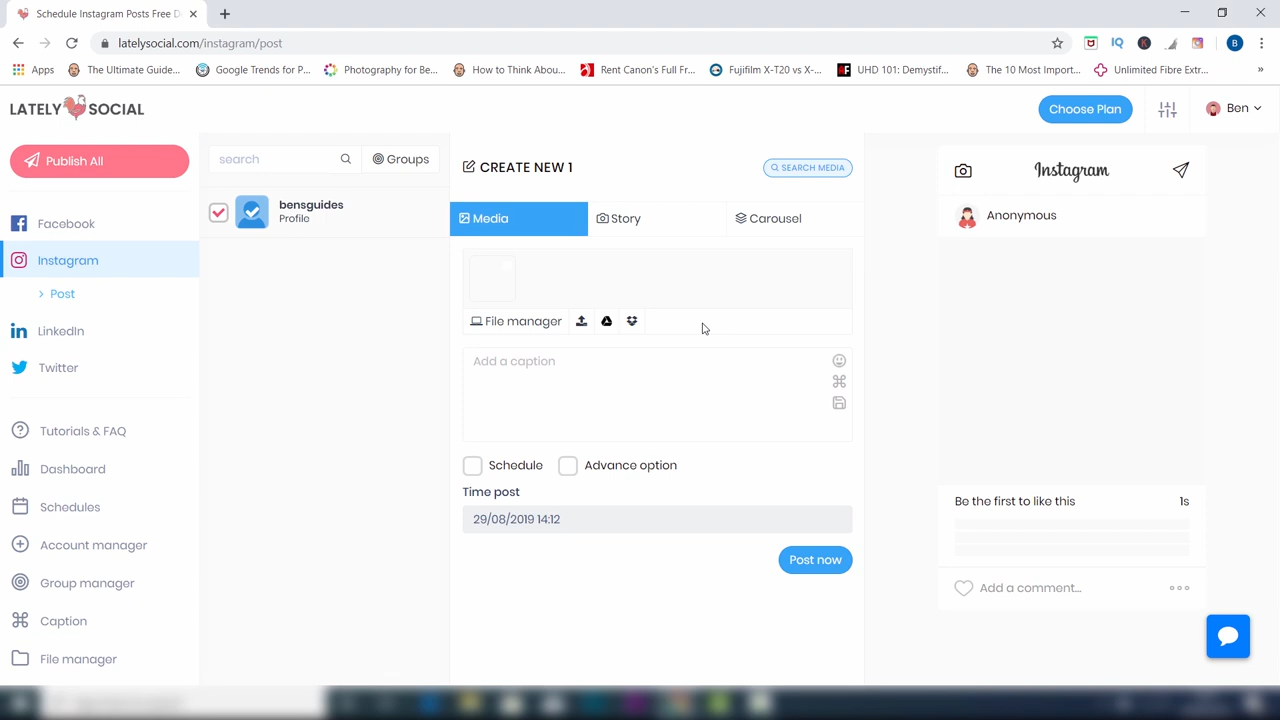 Schedule Instagram Posts Free D
latelysocial.com/instagram/post
Apps
The Ultimate Guide...
Google Trends for P...
Photography for Be...
How to Think Abou...
Rent Canon's Full Fr...
Fujifilm X-T20 vs X-...
UHD 101: Demystif...
The 10 Most Import...
Unlimited Fibre Extr...
LATELY SOCIAL
Choose Plan
Ben
Publish All
Facebook
Instagram
Post
LinkedIn
Twitter
Tutorials & FAQ
Dashboard
Schedules
Account manager
Group manager
Caption
File manager
search
Groups
bensguides
Profile
CREATE NEW 1
SEARCH MEDIA
Media
Story
Carousel
File manager
Add a caption
Schedule
Advance option
Time post
29/08/2019 14:12
Post now
Instagram
Anonymous
Be the first to like this
1s
Add a comment...